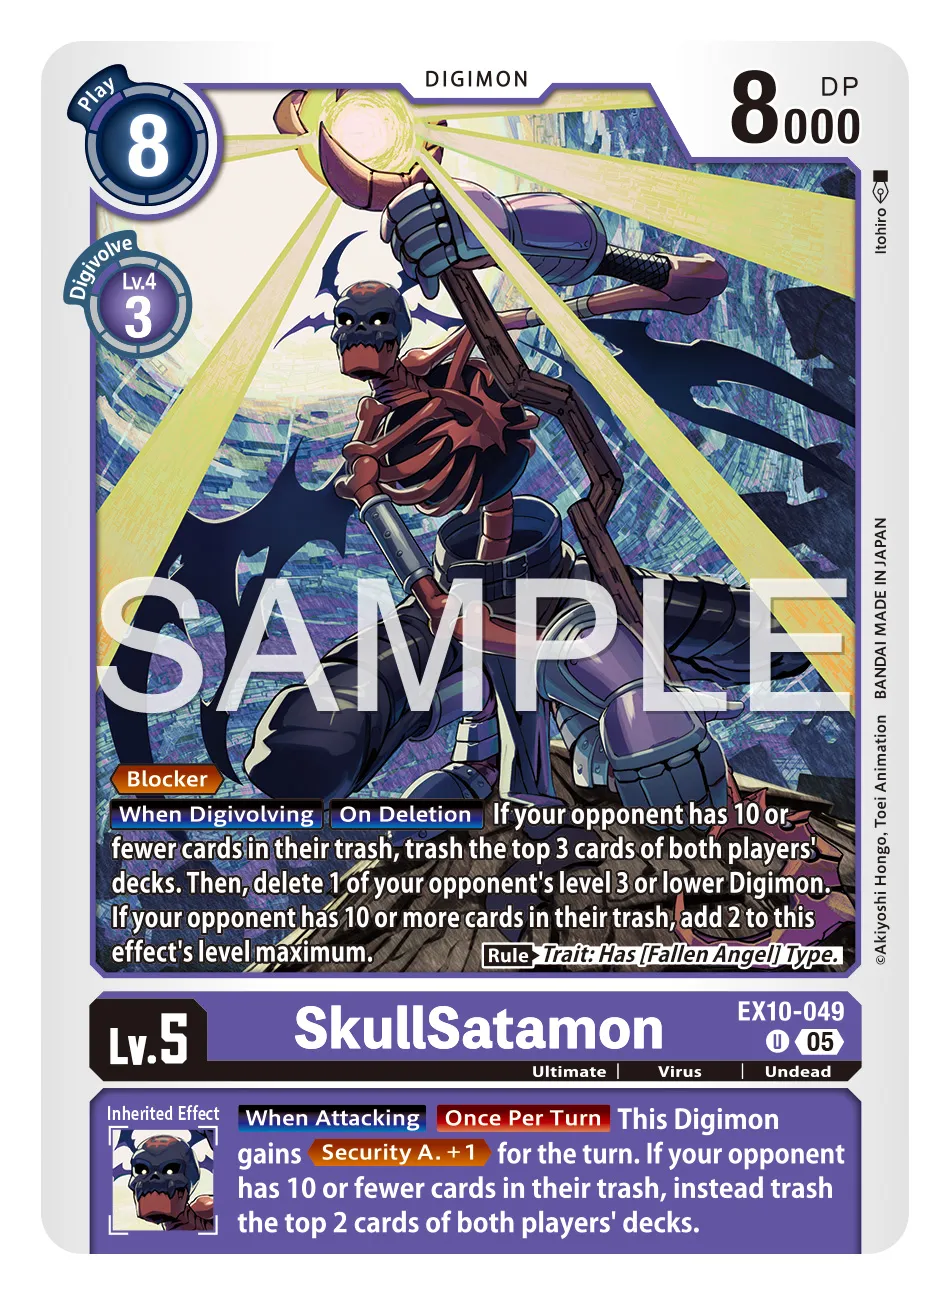 DIGIMON
Play
8
8000
DP
Digivolve
Lv.4
3
Itohiro
SAMPLE
Blocker
When Digivolving On Deletion If your opponent has 10 or
fewer cards in their trash, trash the top 3 cards of both players'
decks. Then, delete 1 of your opponent's level 3 or lower Digimon.
If your opponent has 10 or more cards in their trash, add 2 to this
effect's level maximum.
Rule Trait: Has [Fallen Angel] Type.
©Akiyoshi Hongo, Toei Animation BANDAI MADE IN JAPAN
Lv.5
SkullSatamon
EX10-049
U 05
Ultimate | Virus | Undead
Inherited Effect
When Attacking Once Per Turn This Digimon
gains Security A. +1 for the turn. If your opponent
has 10 or fewer cards in their trash, instead trash
the top 2 cards of both players' decks.